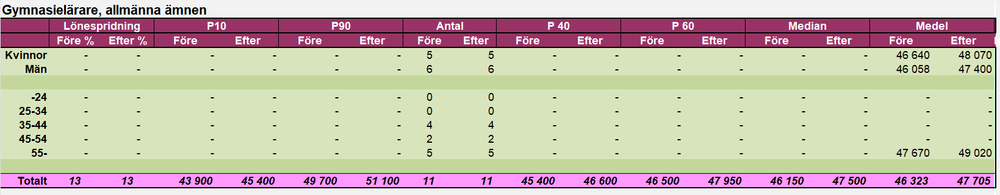 Gymnasielärare, allmänna ämnen
Lönespridning P10 P90 Antal P 40 P 60 Median Medel
Före % Efter % Före Efter Före Efter Före Efter Före Efter Före Efter Före Efter Före Efter
Kvinnor - - - - - - 5 5 - - - - - - 46 640 48 070
Män - - - - - - 6 6 - - - - - - 46 058 47 400
-24 - - - - - - 0 0 - - - - - - - -
25-34 - - - - - - 0 0 - - - - - - - -
35-44 - - - - - - 4 4 - - - - - - - -
45-54 - - - - - - 2 2 - - - - - - - -
55- - - - - - - 5 5 - - - - - - 47 670 49 020
Totalt 13 13 43 900 45 400 49 700 51 100 11 11 45 400 46 600 46 500 47 950 46 150 47 500 46 323 47 705